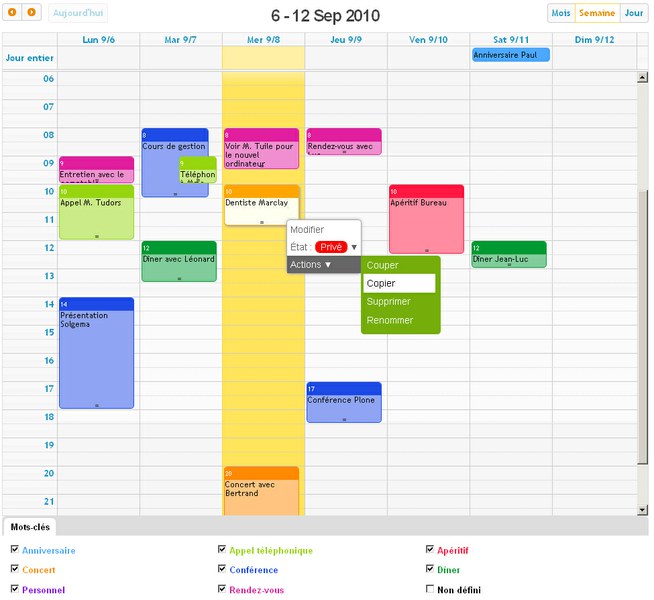 Aujourd'hui
6 - 12 Sep 2010
Mois Semaine Jour
Lun 9/6 Mar 9/7 Mer 9/8 Jeu 9/9 Ven 9/10 Sat 9/11 Dim 9/12
Jour entier
Anniversaire Paul
06
07
08
8
Cours de gestion
8
Voir M. Tuile pour
le nouvel
ordinateur
8
Rendez-vous avec
09
9
Entretien avec le
9
Téléphon
10
10
Appel M. Tudors
10
Dentiste Marclay
10
Apéritif Bureau
11
Modifier
État : Privé ▼
Actions ▼
Couper
Copier
Supprimer
Renommer
12
12
Dîner avec Léonard
12
Dîner Jean-Luc
13
14
14
Présentation
Solgema
15
16
17
17
Conférence Plone
18
19
20
20
Concert avec
Bertrand
21
Mots-clés
Anniversaire Appel téléphonique Apéritif
Concert Conférence Dîner
Personnel Rendez-vous Non défini